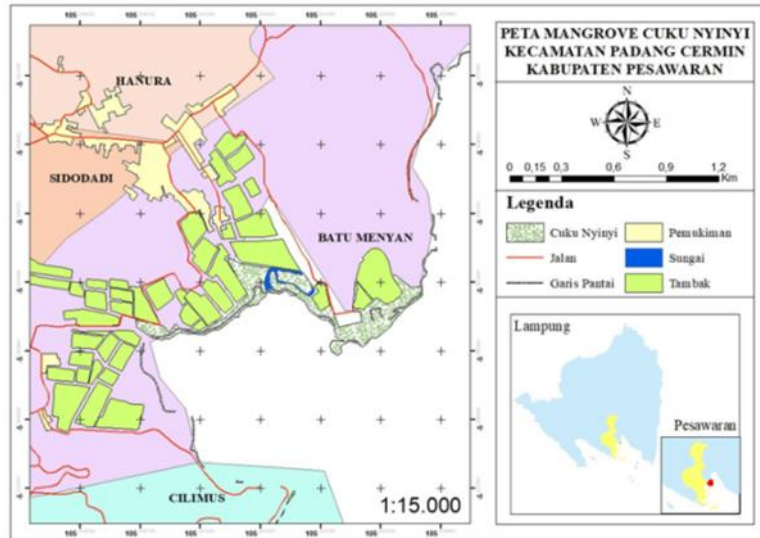 PETA MANGROVE CUKU NYINYI
KECAMATAN PADANG CERMIN
KABUPATEN PESAWARAN
N
W E
S
0 0,15 0,3 0,6 0,9 1,2
Km
Legenda
Cuku Nyinyi
Jalan
Garis Pantai
Pemukiman
Sungai
Tambak
Lampung
Pesawaran
HANURA
SIDODADI
BATU MENYAN
CILIMUS
1:15.000